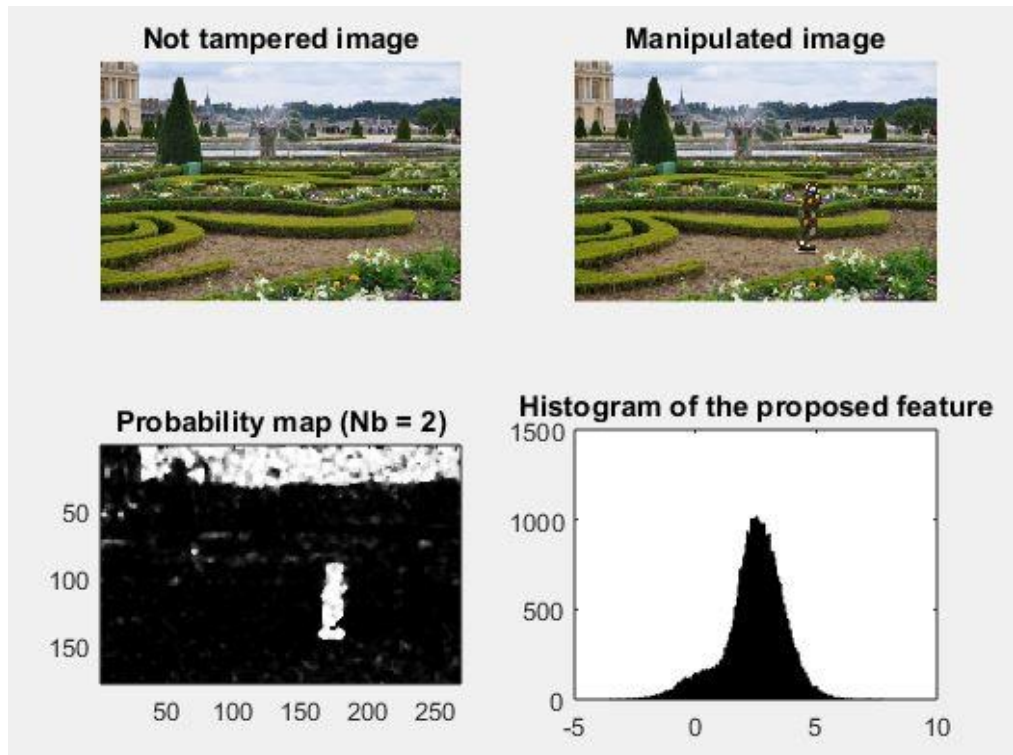 Not tampered image
Manipulated image
Probability map (Nb = 2)
50
100
150
50 100 150 200 250
Histogram of the proposed feature
1500
1000
500
0
-5 0 5 10